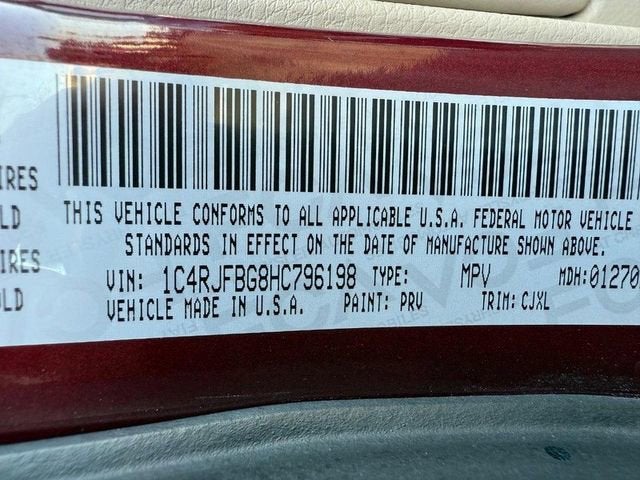 IRES
LD
IRES
OLD
THIS VEHICLE CONFORMS TO ALL APPLICABLE U.S.A. FEDERAL MOTOR VEHICLE
STANDARDS IN EFFECT ON THE DATE OF MANUFACTURE SHOWN ABOVE.
VIN: 1C4RJFBG8HC796198 TYPE: MPV MDH:01270
VEHICLE MADE IN U.S.A. PAINT: PRV TRIM: CJXL